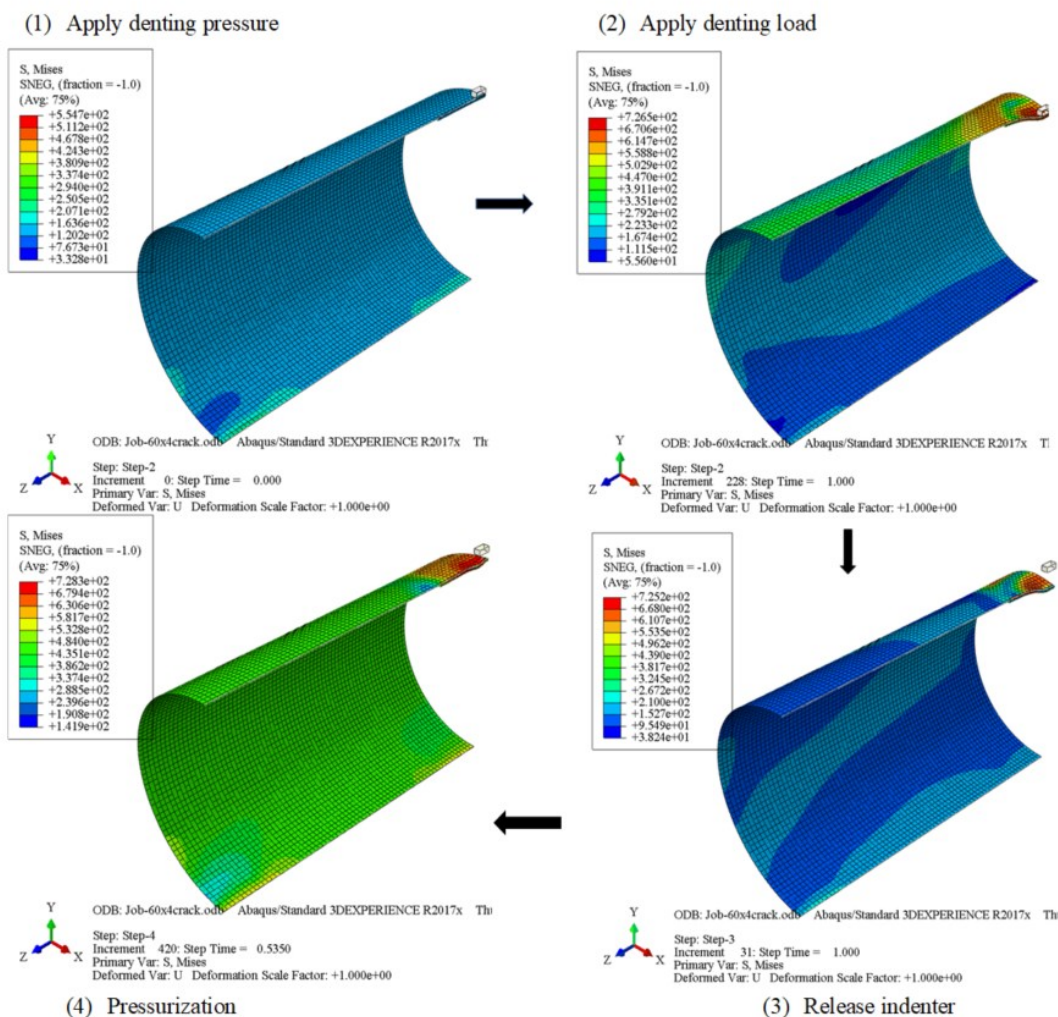 (1) Apply denting pressure
S, Mises
SNEG, (fraction = -1.0)
(Avg: 75%)
+5.547e+02
+5.112e+02
+4.678e+02
+4.243e+02
+3.809e+02
+3.374e+02
+2.940e+02
+2.505e+02
+2.071e+02
+1.636e+02
+1.202e+02
+7.673e+01
+3.328e+01
Y
Z
X
ODB: Job-60x4crack.odb Abaqus/Standard 3DEXPERIENCE R2017x
Step: Step-2
Increment 0: Step Time = 0.000
Primary Var: S, Mises
Deformed Var: U Deformation Scale Factor: +1.000e+00
(2) Apply denting load
S, Mises
SNEG, (fraction = -1.0)
(Avg: 75%)
+7.265e+02
+6.706e+02
+6.147e+02
+5.588e+02
+5.029e+02
+4.470e+02
+3.911e+02
+3.351e+02
+2.792e+02
+2.233e+02
+1.674e+02
+1.115e+02
+5.560e+01
Y
Z
X
ODB: Job-60x4crack.odb Abaqus/Standard 3DEXPERIENCE R2017x
Step: Step-2
Increment 228: Step Time = 1.000
Primary Var: S, Mises
Deformed Var: U Deformation Scale Factor: +1.000e+00
S, Mises
SNEG, (fraction = -1.0)
(Avg: 75%)
+7.252e+02
+6.680e+02
+6.107e+02
+5.535e+02
+4.962e+02
+4.390e+02
+3.817e+02
+3.245e+02
+2.672e+02
+2.100e+02
+1.527e+02
+9.549e+01
+3.824e+01
Y
Z
X
ODB: Job-60x4crack.odb Abaqus/Standard 3DEXPERIENCE R2017x
Step: Step-3
Increment 31: Step Time = 1.000
Primary Var: S, Mises
Deformed Var: U Deformation Scale Factor: +1.000e+00
(3) Release indenter
S, Mises
SNEG, (fraction = -1.0)
(Avg: 75%)
+7.283e+02
+6.794e+02
+6.306e+02
+5.817e+02
+5.328e+02
+4.840e+02
+4.351e+02
+3.862e+02
+3.374e+02
+2.885e+02
+2.396e+02
+1.908e+02
+1.419e+02
Y
Z
X
ODB: Job-60x4crack.odb Abaqus/Standard 3DEXPERIENCE R2017x
Step: Step-4
Increment 420: Step Time = 0.5350
Primary Var: S, Mises
Deformed Var: U Deformation Scale Factor: +1.000e+00
(4) Pressurization